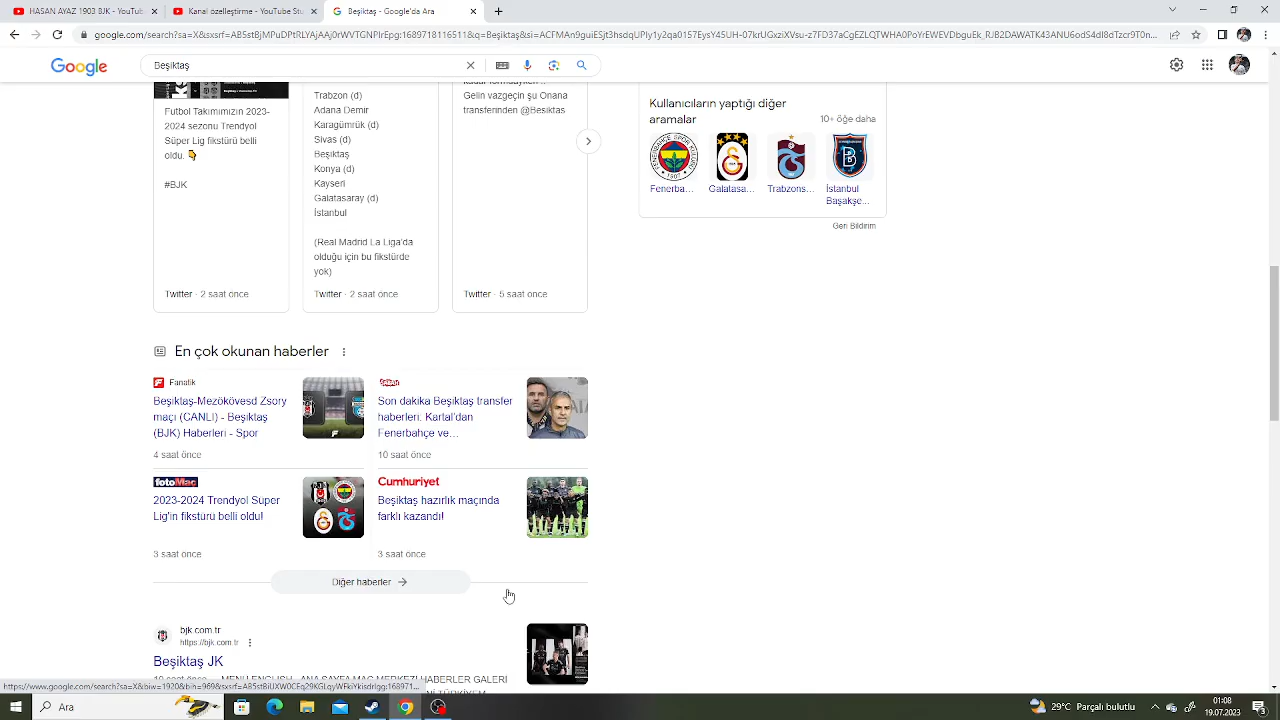 HASAN AYAZ 1903 BJK - YouTub
Kanal özelleştirme - YouTube Stu
Beşiktaş - Google'da Ara
Google
Beşiktaş
Futbol Takımımızın 2023-
2024 sezonu Trendyol
Süper Lig fikstürü belli
oldu. 👇
#BJK
Twitter · 2 saat önce
Trabzon (d)
Adana Demir
Karagümrük (d)
Sivas (d)
Beşiktaş
Konya (d)
Kayseri
Galatasaray (d)
İstanbul
(Real Madrid La Liga'da
olduğu için bu fikstürde
yok)
Twitter · 2 saat önce
Gelin vazgeçin şu Onana
transferinden @Besiktas
Twitter · 5 saat önce
Kullanıcıların yaptığı diğer
aramalar
10+ öğe daha
Fenerba...
Galatasa...
Trabzons...
İstanbul
Başakşe...
Geri Bildirim
En çok okunan haberler
Fanatik
Beşiktaş-Mezökövesd Zsory
maçı (CANLI) - Beşiktaş
(BJK) Haberleri - Spor
4 saat önce
Son dakika Beşiktaş transfer
haberleri: Kartal'dan
Fenerbahçe ve...
10 saat önce
fotoMaç
2023-2024 Trendyol Süper
Lig'in fikstürü belli oldu!
3 saat önce
Cumhuriyet
Beşiktaş hazırlık maçında
farklı kazandı!
3 saat önce
Diğer haberler
bjk.com.tr
https://bjk.com.tr
Beşiktaş JK
Ara
23°C Parçalı bulutlu
01:08
19.07.2023